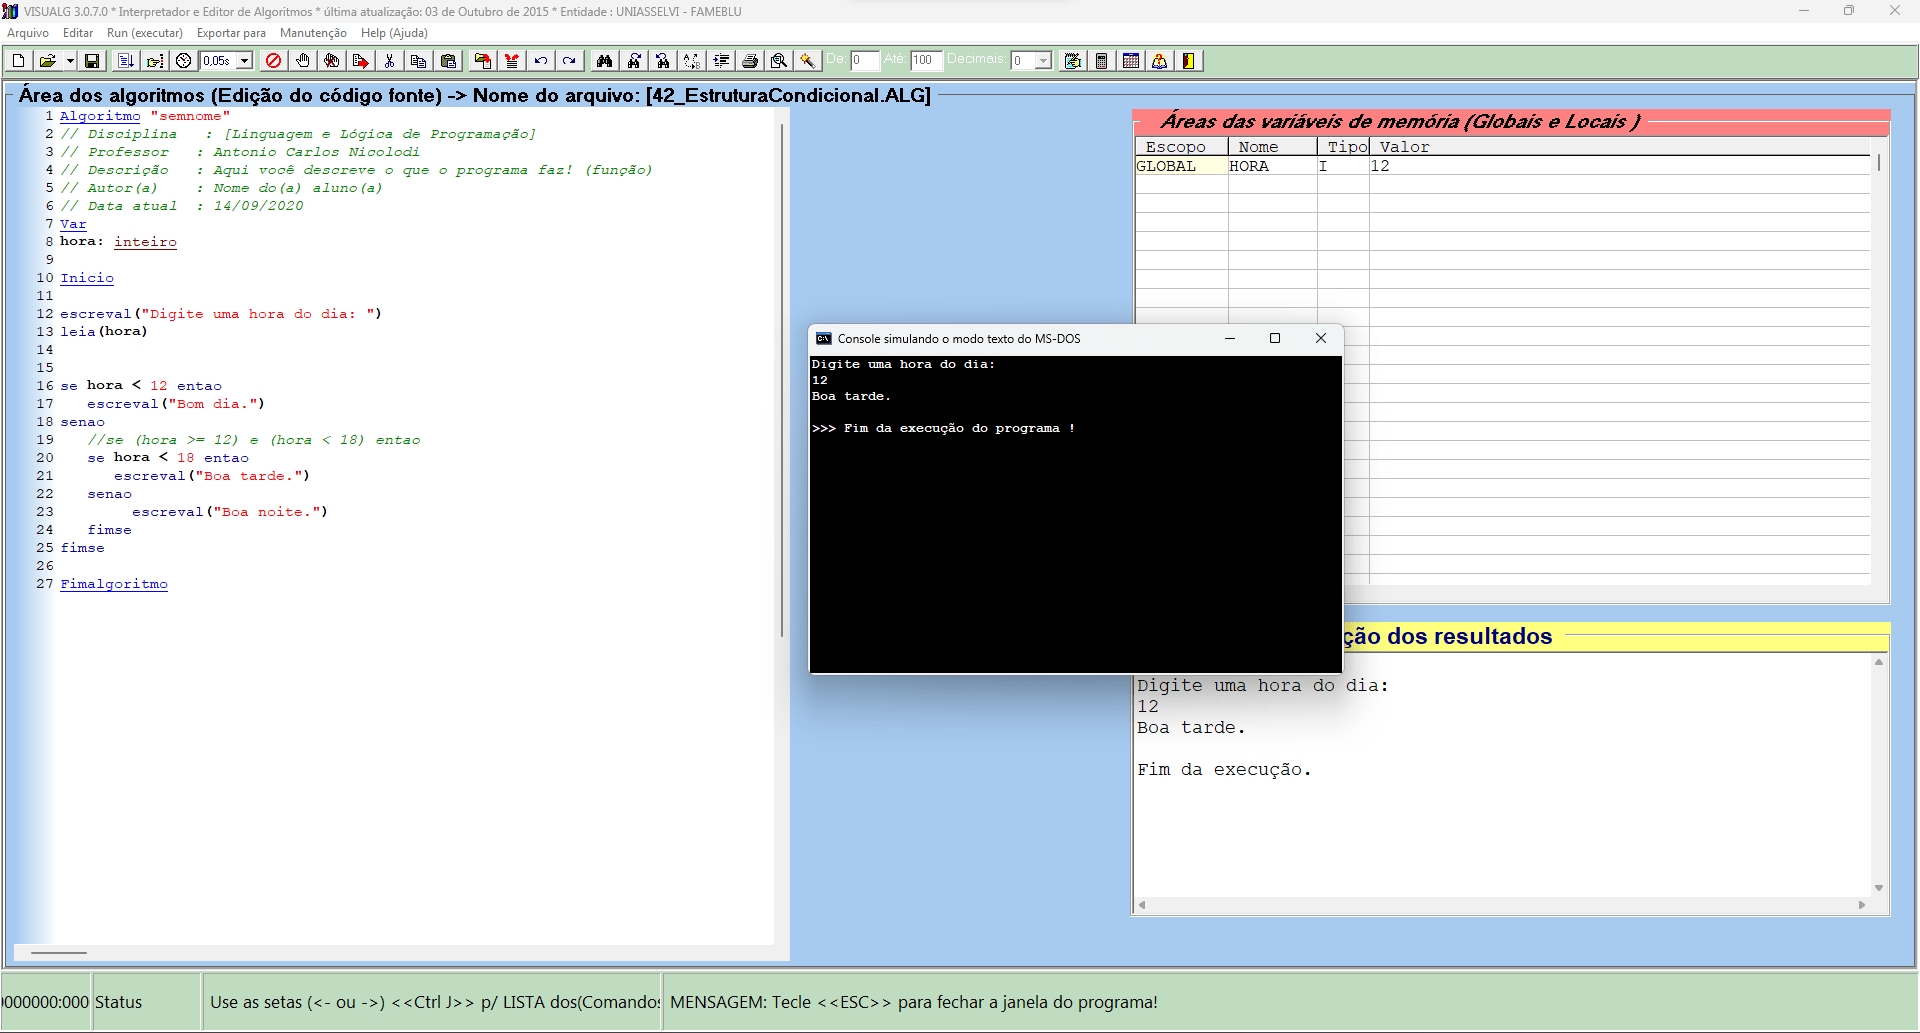 VISUALG 3.0.7.0 * Interpretador e Editor de Algoritmos * última atualização: 03 de Outubro de 2015 * Entidade : UNIASSELVI - FAMEBLU
Arquivo Editar Run (executar) Exportar para Manutenção Help (Ajuda)
0,05s De: 0 Até: 100 Decimais: 0
Área dos algoritmos (Edição do código fonte) -> Nome do arquivo: [42_EstruturaCondicional.ALG]
1 Algoritmo "semnome"
2 // Disciplina : [Linguagem e Lógica de Programação]
3 // Professor : Antonio Carlos Nicolodi
4 // Descrição : Aqui você descreve o que o programa faz! (função)
5 // Autor(a) : Nome do(a) aluno(a)
6 // Data atual : 14/09/2020
7 Var
8 hora: inteiro
9
10 Inicio
11
12 escreval("Digite uma hora do dia: ")
13 leia(hora)
14
15
16 se hora < 12 entao
17 escreval("Bom dia.")
18 senao
19 //se (hora >= 12) e (hora < 18) entao
20 se hora < 18 entao
21 escreval("Boa tarde.")
22 senao
23 escreval("Boa noite.")
24 fimse
25 fimse
26
27 Fimalgoritmo
Áreas das variáveis de memória (Globais e Locais )
Escopo Nome Tipo Valor
GLOBAL HORA I 12
Console simulando o modo texto do MS-DOS
Digite uma hora do dia:
12
Boa tarde.
>>> Fim da execução do programa !
ção dos resultados
Digite uma hora do dia:
12
Boa tarde.
Fim da execução.
0000000:000 Status Use as setas (<- ou ->) <<Ctrl J>> p/ LISTA dos(Comandos MENSAGEM: Tecle <<ESC>> para fechar a janela do programa!